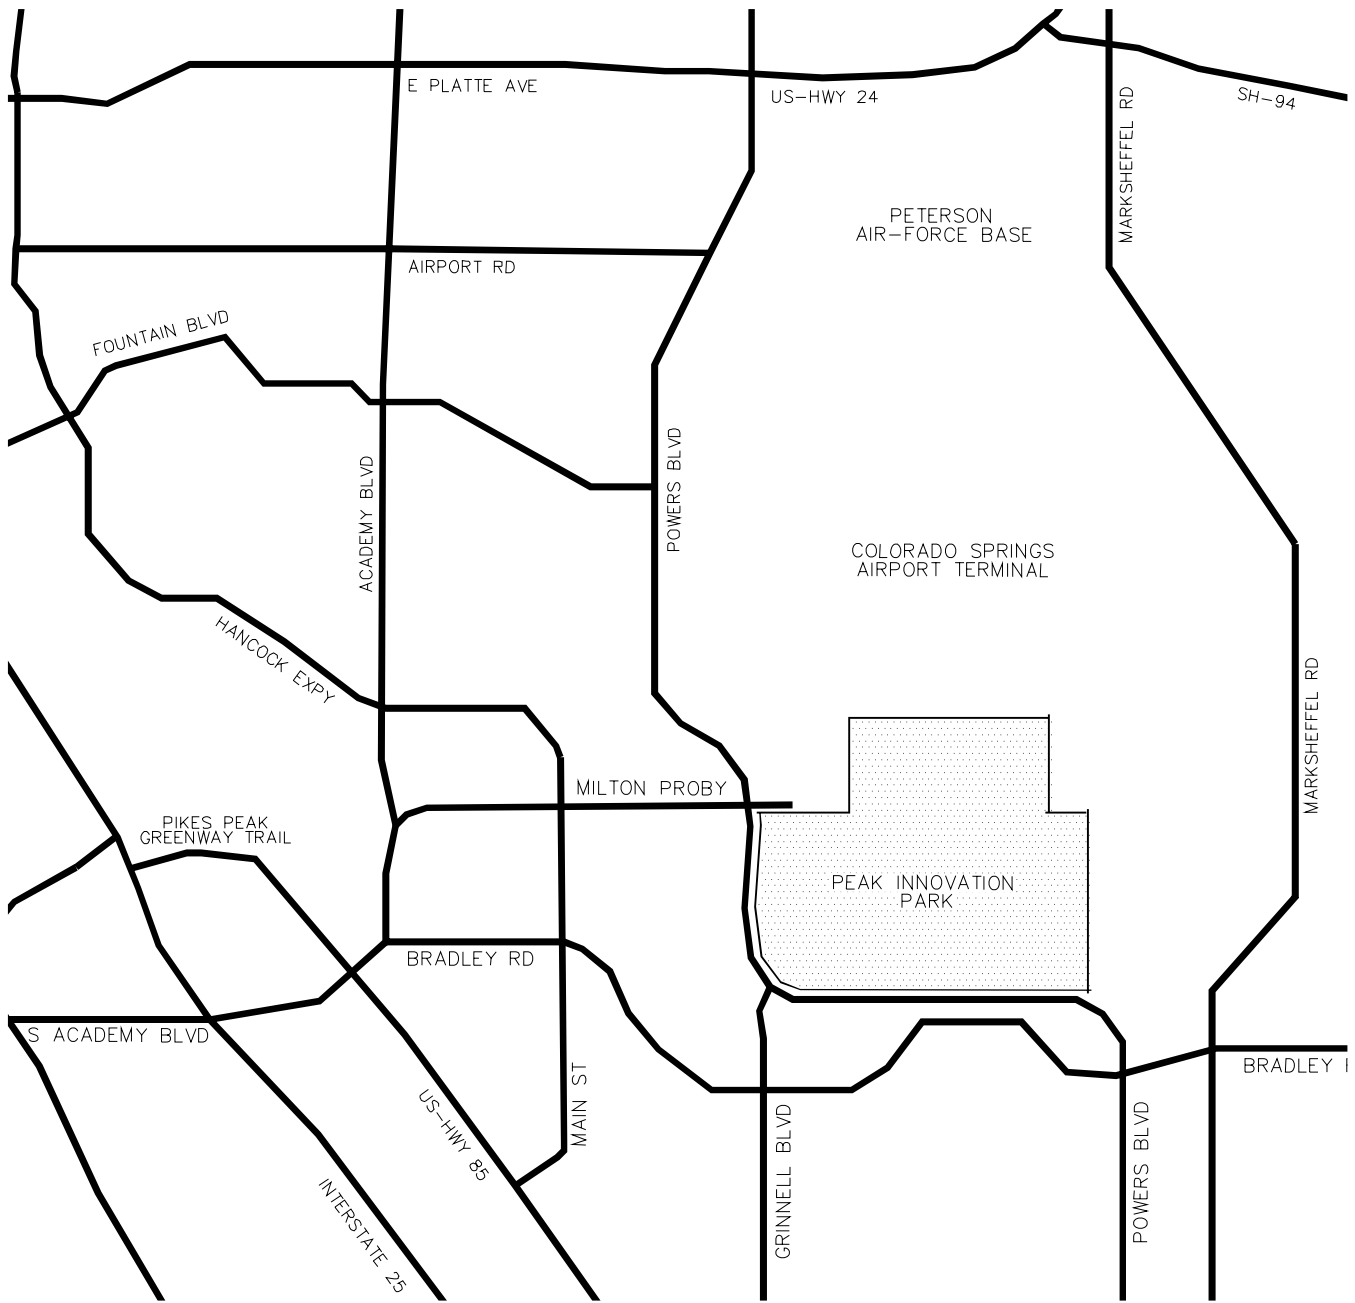 E PLATTE AVE
US-HWY 24
SH-94
MARKSHEFFEL RD
PETERSON
AIR-FORCE BASE
AIRPORT RD
FOUNTAIN BLVD
ACADEMY BLVD
POWERS BLVD
COLORADO SPRINGS
AIRPORT TERMINAL
HANCOCK EXPY
MARKSHEFFEL RD
MILTON PROBY
PIKES PEAK
GREENWAY TRAIL
PEAK INNOVATION
PARK
BRADLEY RD
S ACADEMY BLVD
BRADLEY
MAIN ST
US-HWY 85
GRINNELL BLVD
POWERS BLVD
INTERSTATE 25